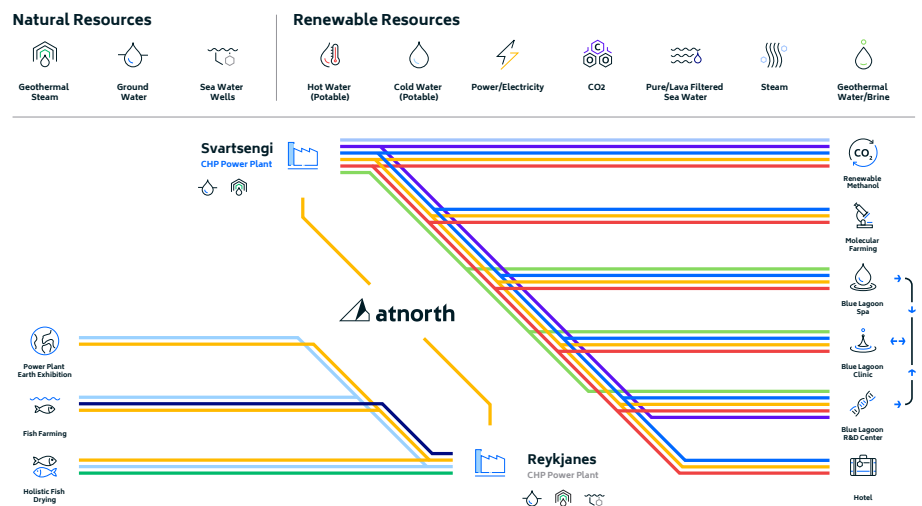 Natural Resources
Renewable Resources
C
Geothermal
Steam
Ground
Water
Sea Water
Wells
Hot Water
(Potable)
Cold Water
(Potable)
Power/Electricity
CO2
Pure/Lava Filtered
Sea Water
Steam
Geothermal
Water/Brine
Svartsengi
CHP Power Plant
CO2
Renewable
Methanol
Molecular
Farming
Blue Lagoon
Spa
atnorth
Blue Lagoon
Clinic
Power Plant
Earth Exhibition
Fish Farming
Blue Lagoon
R&D Center
Holistic Fish
Drying
Reykjanes
CHP Power Plant
Hotel